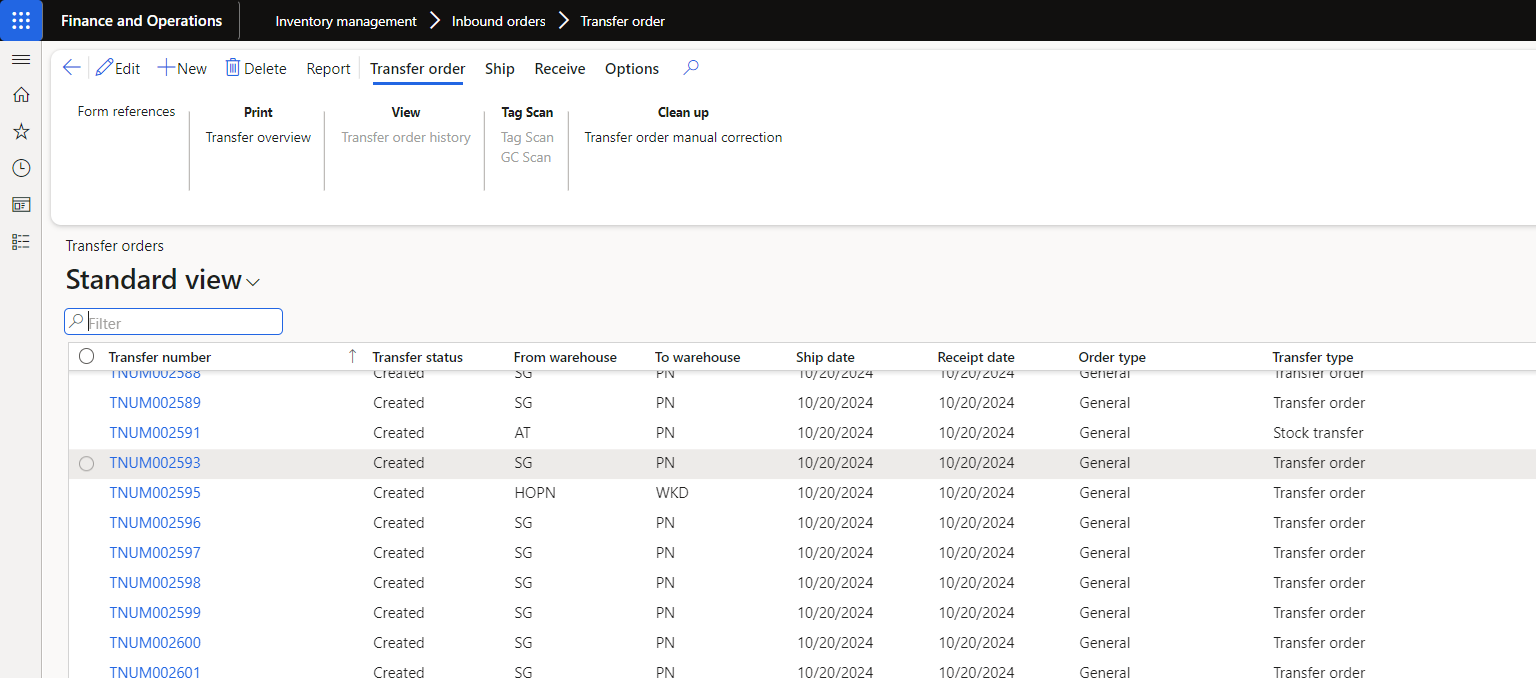 Finance and Operations Inventory management Inbound orders Transfer order
Edit New Delete Report Transfer order Ship Receive Options
Form references Print View Tag Scan Clean up
Transfer overview Transfer order history Tag Scan Transfer order manual correction
GC Scan
Transfer orders
Standard view
Filter
Transfer number Transfer status From warehouse To warehouse Ship date Receipt date Order type Transfer type
TNUM002588 Created SG PN 10/20/2024 10/20/2024 General Transfer order
TNUM002589 Created SG PN 10/20/2024 10/20/2024 General Transfer order
TNUM002591 Created AT PN 10/20/2024 10/20/2024 General Stock transfer
TNUM002593 Created SG PN 10/20/2024 10/20/2024 General Transfer order
TNUM002595 Created HOPN WKD 10/20/2024 10/20/2024 General Transfer order
TNUM002596 Created SG PN 10/20/2024 10/20/2024 General Transfer order
TNUM002597 Created SG PN 10/20/2024 10/20/2024 General Transfer order
TNUM002598 Created SG PN 10/20/2024 10/20/2024 General Transfer order
TNUM002599 Created SG PN 10/20/2024 10/20/2024 General Transfer order
TNUM002600 Created SG PN 10/20/2024 10/20/2024 General Transfer order
TNUM002601 Created SG PN 10/20/2024 10/20/2024 General Transfer order